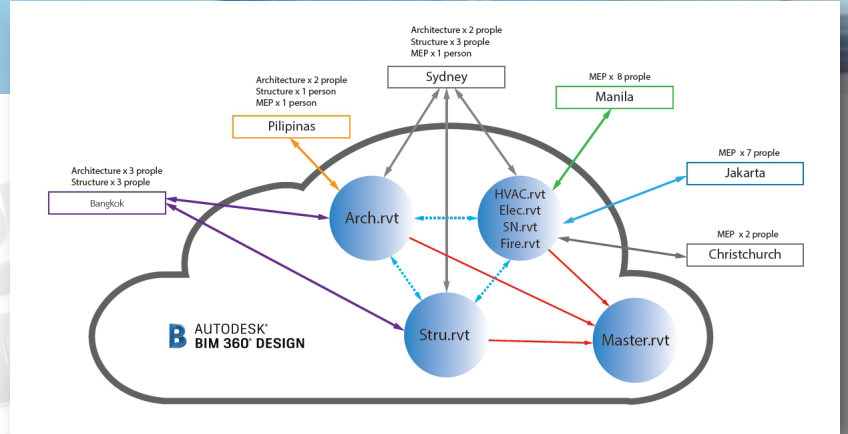 Architecture x 2 prople
Structure x 3 prople
MEP x 1 person
Sydney
Architecture x 2 prople
Structure x 1 person
MEP x 1 person
Pilipinas
MEP x  8 prople
Manila
MEP x 7 prople
Jakarta
Architecture x 3 prople
Structure x 3 prople
Bangkok
MEP x 2 prople
Christchurch
Arch.rvt
HVAC.rvt
Elec.rvt
SN.rvt
Fire.rvt
Stru.rvt
Master.rvt
B AUTODESK®
BIM 360® DESIGN